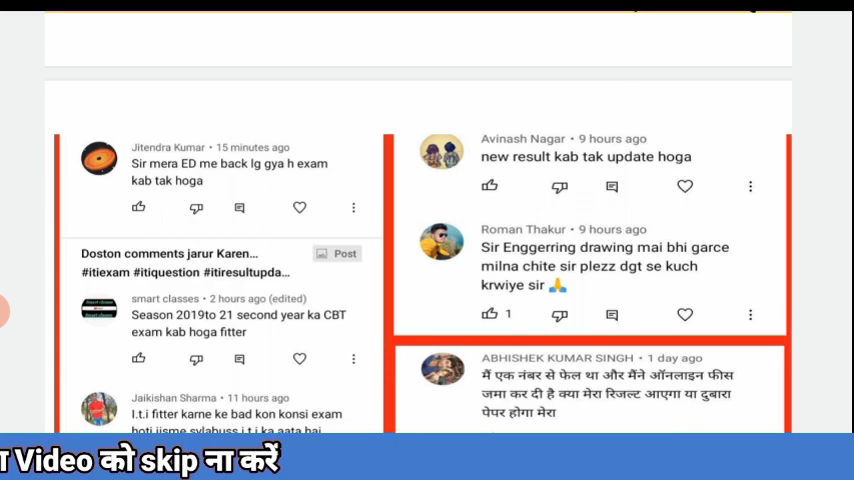 Jitendra Kumar • 15 minutes ago
Sir mera ED me back lg gya h exam
kab tak hoga
Doston comments jarur Karen...
Post
#itiexam #itiquestion #itiresultupda...
smart classes • 2 hours ago (edited)
Season 2019to 21 second year ka CBT
exam kab hoga fitter
Jaikishan Sharma • 11 hours ago
I.t.i fitter karne ke bad kon konsi exam
hoti jisme sylabuss i.t.i ka aata hai
Avinash Nagar • 9 hours ago
new result kab tak update hoga
Roman Thakur • 9 hours ago
Sir Enggerring drawing mai bhi garce
milna chite sir plezz dgt se kuch
krwiye sir 🙏
1
ABHISHEK KUMAR SINGH • 1 day ago
मैं एक नंबर से फेल था और मैंने ऑनलाइन फीस
जमा कर दी है क्या मेरा रिजल्ट आएगा या दुबारा
पेपर होगा मेरा
Video को skip ना करें